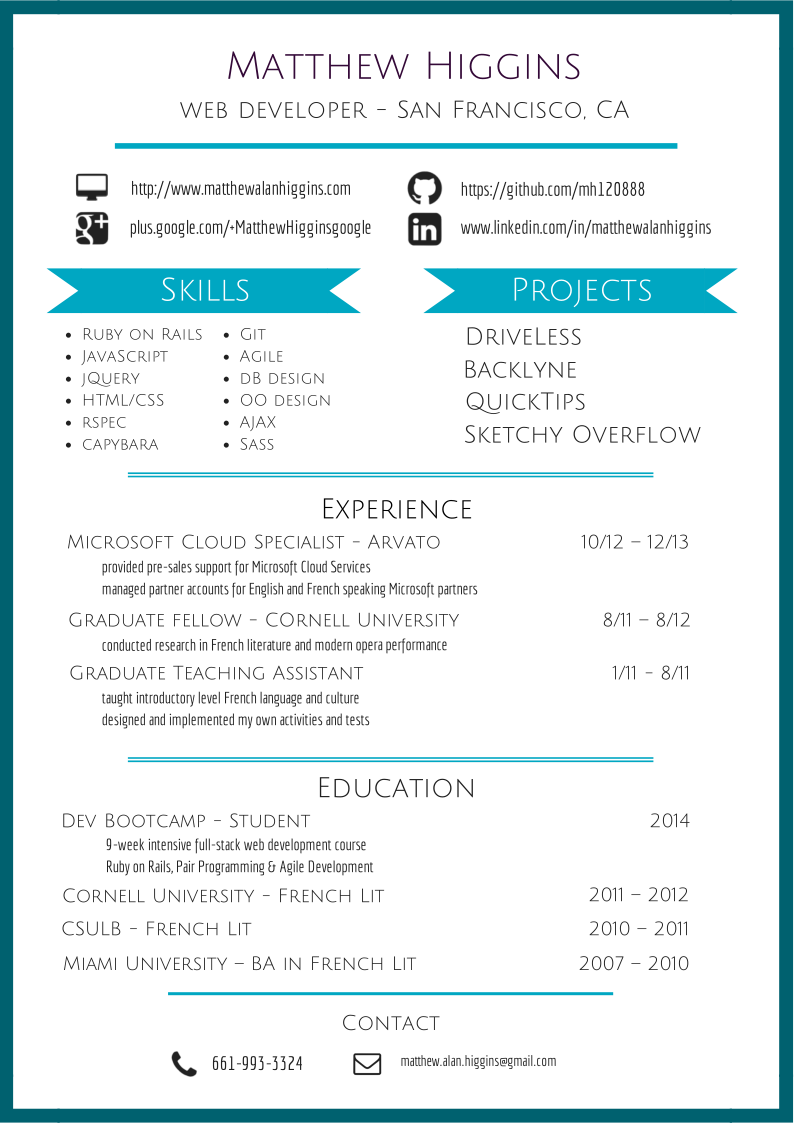 Matthew Higgins
web developer - San Francisco, CA
http://www.matthewalanhiggins.com
https://github.com/mh120888
plus.google.com/+MatthewHigginsgoogle
www.linkedin.com/in/matthewalanhiggins
Skills
Ruby on Rails
JavaScript
jQuery
HTML/CSS
rspec
capybara
Git
Agile
dB design
OO design
AJAX
Sass
Projects
DriveLess
Backlyne
QuickTips
Sketchy Overflow
Experience
Microsoft Cloud Specialist - Arvato 10/12 – 12/13
provided pre-sales support for Microsoft Cloud Services
managed partner accounts for English and French speaking Microsoft partners
Graduate fellow - COrnell University 8/11 – 8/12
conducted research in French literature and modern opera performance
Graduate Teaching Assistant 1/11 - 8/11
taught introductory level French language and culture
designed and implemented my own activities and tests
Education
Dev Bootcamp - Student 2014
9-week intensive full-stack web development course
Ruby on Rails, Pair Programming & Agile Development
Cornell University - French Lit 2011 – 2012
CSULB - French Lit 2010 – 2011
Miami University – BA in French Lit 2007 – 2010
Contact
661-993-3324
matthew.alan.higgins@gmail.com